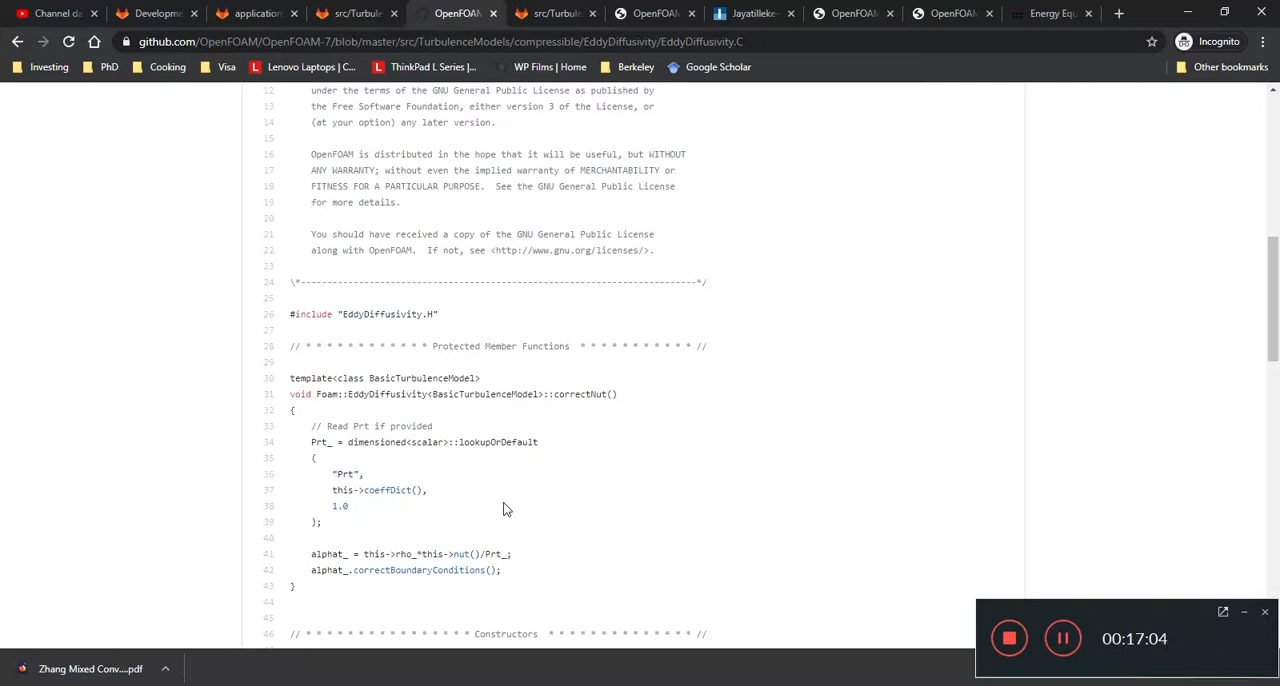 Channel da
Developme
application
src/Turbule
OpenFOAM
src/Turbule
OpenFOAM
Jayatilleke-
OpenFOAM
OpenFOAM
Energy Equ
github.com/OpenFOAM/OpenFOAM-7/blob/master/src/TurbulenceModels/compressible/EddyDiffusivity/EddyDiffusivity.C
Incognito
Investing
PhD
Cooking
Visa
Lenovo Laptops | C...
ThinkPad L Series |...
WP Films | Home
Berkeley
Google Scholar
Other bookmarks
12 under the terms of the GNU General Public License as published by
13 the Free Software Foundation, either version 3 of the License, or
14 (at your option) any later version.
15
16 OpenFOAM is distributed in the hope that it will be useful, but WITHOUT
17 ANY WARRANTY; without even the implied warranty of MERCHANTABILITY or
18 FITNESS FOR A PARTICULAR PURPOSE.  See the GNU General Public License
19 for more details.
20
21 You should have received a copy of the GNU General Public License
22 along with OpenFOAM.  If not, see <http://www.gnu.org/licenses/>.
23
24 \*---------------------------------------------------------------------------*/
25
26 #include "EddyDiffusivity.H"
27
28 // * * * * * * * * * * * * Protected Member Functions  * * * * * * * * * * * //
29
30 template<class BasicTurbulenceModel>
31 void Foam::EddyDiffusivity<BasicTurbulenceModel>::correctNut()
32 {
33 // Read Prt if provided
34 Prt_ = dimensioned<scalar>::lookupOrDefault
35 (
36 "Prt",
37 this->coeffDict(),
38 1.0
39 );
40
41 alphat_ = this->rho_*this->nut()/Prt_;
42 alphat_.correctBoundaryConditions();
43 }
44
45
46 // * * * * * * * * * * * * * * * * Constructors  * * * * * * * * * * * * * * //
00:17:04
Zhang Mixed Conv....pdf